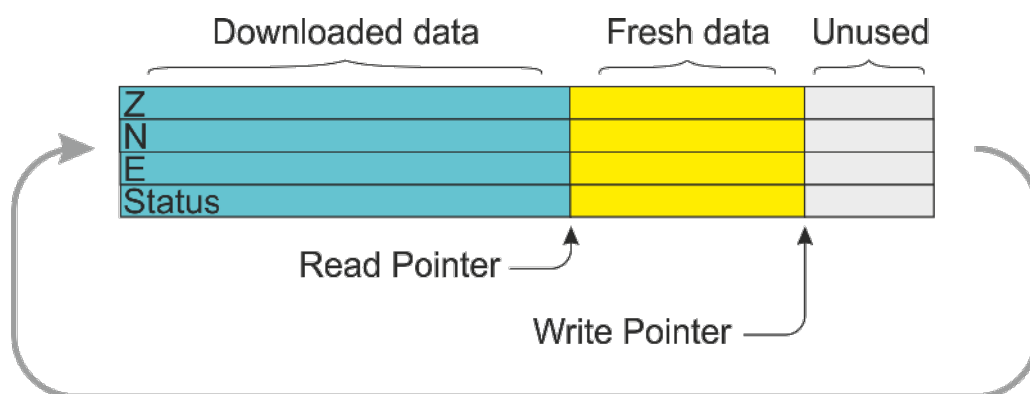 Downloaded data Fresh data Unused
Z
N
E
Status
Read Pointer
Write Pointer